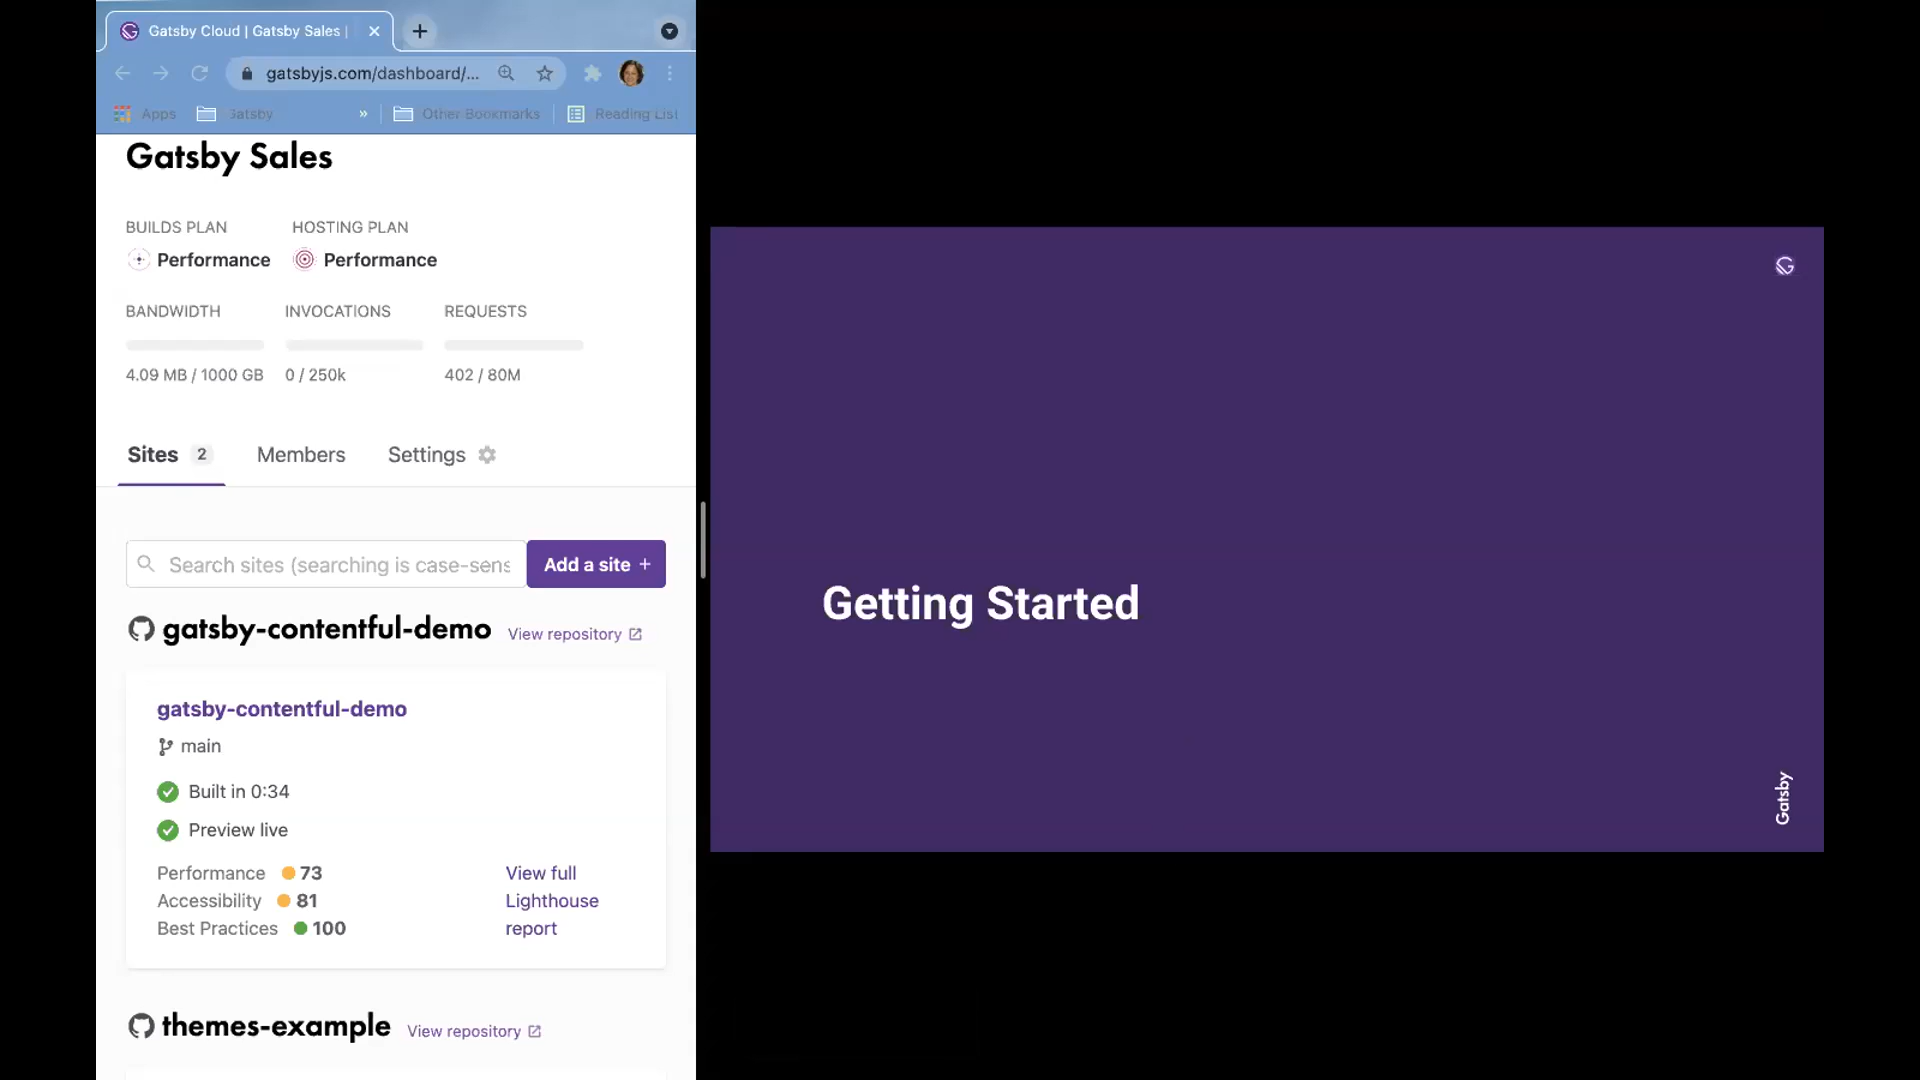 Gatsby Cloud | Gatsby Sales |
gatsbyjs.com/dashboard/...
Apps
Gatsby
»
Other Bookmarks
Reading List
Gatsby Sales
BUILDS PLAN
HOSTING PLAN
Performance
Performance
BANDWIDTH
INVOCATIONS
REQUESTS
4.09 MB / 1000 GB
0 / 250k
402 / 80M
Sites 2
Members
Settings
Search sites (searching is case-sens
Add a site +
gatsby-contentful-demo
View repository
gatsby-contentful-demo
main
Built in 0:34
Preview live
Performance 73
Accessibility 81
Best Practices 100
View full
Lighthouse
report
themes-example
View repository
Getting Started
Gatsby